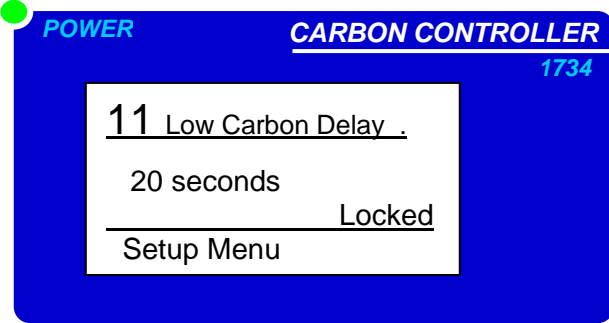 POWER
CARBON CONTROLLER
1734
11 Low Carbon Delay .
20 seconds
Locked
Setup Menu